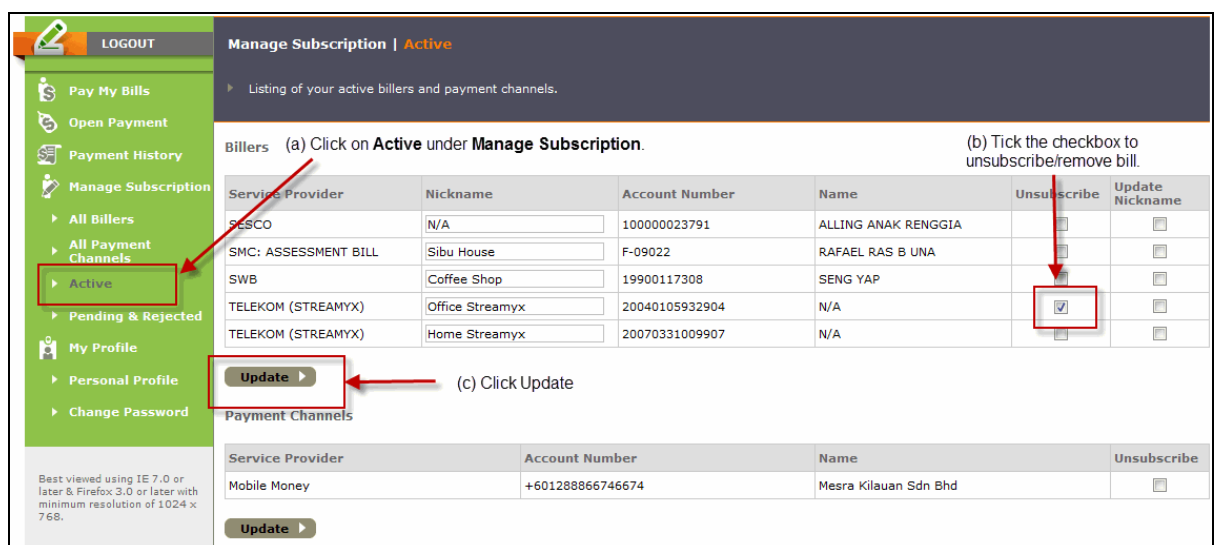 LOGOUT
Pay My Bills
Open Payment
Payment History
Manage Subscription
All Billers
All Payment
Channels
Active
Pending & Rejected
My Profile
Personal Profile
Change Password
Best viewed using IE 7.0 or
later & Firefox 3.0 or later with
minimum resolution of 1024 x
768.
Manage Subscription | Active
Listing of your active billers and payment channels.
Billers
(a) Click on Active under Manage Subscription.
(b) Tick the checkbox to
unsubscribe/remove bill.
Service Provider Nickname Account Number Name Unsubscribe Update Nickname
SESCO N/A 100000023791 ALLING ANAK RENGGIA
SMC: ASSESSMENT BILL Sibu House F-09022 RAFAEL RAS B UNA
SWB Coffee Shop 19900117308 SENG YAP
TELEKOM (STREAMYX) Office Streamyx 20040105932904 N/A
TELEKOM (STREAMYX) Home Streamyx 20070331009907 N/A
Update
(c) Click Update
Payment Channels
Service Provider Account Number Name Unsubscribe
Mobile Money +601288866746674 Mesra Kilauan Sdn Bhd
Update